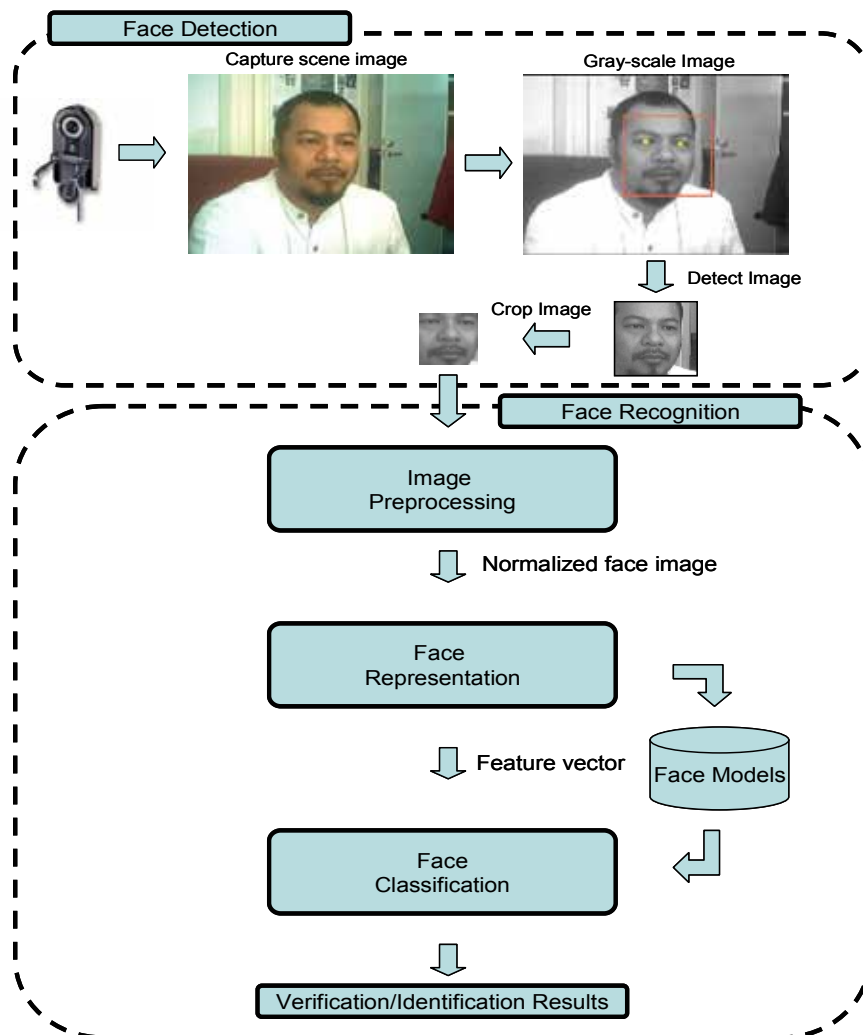 Face Detection
Capture scene image
Gray-scale Image
Detect Image
Crop Image
Face Recognition
Image
Preprocessing
Normalized face image
Face
Representation
Feature vector
Face Models
Face
Classification
Verification/Identification Results